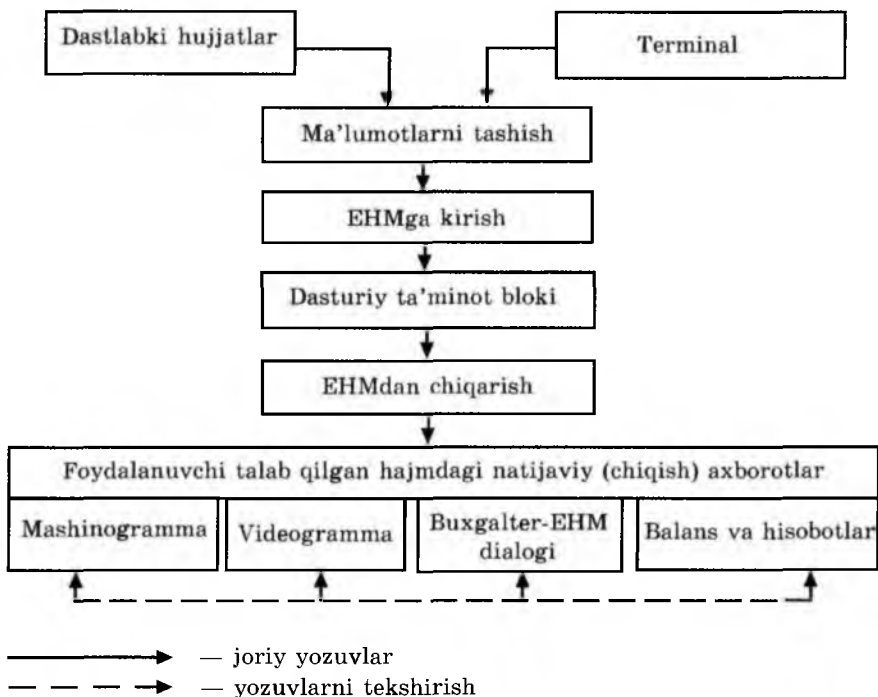 Dastlabki hujjatlar
Terminal
Ma'lumotlarni tashish
EHMga kirish
Dasturiy ta'minot bloki
EHMdan chiqarish
Foydalanuvchi talab qilgan hajmdagi natijaviy (chiqish) axborotlar
Mashinogramma
Videogramma
Buxgalter-EHM
dialogi
Balans va hisobotlar
— joriy yozuvlar
— yozuvlarni tekshirish